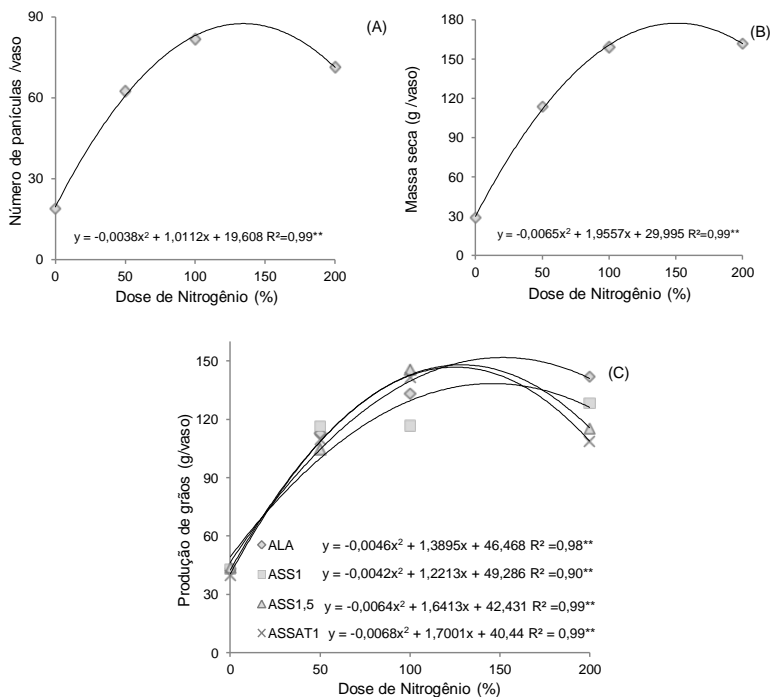 (A)
Número de panículas /vaso
90
60
30
0
y = -0,0038x² + 1,0112x + 19,608 R²=0,99**
0 50 100 150 200
Dose de Nitrogênio (%)
(B)
Massa seca (g /vaso)
180
150
120
90
60
30
0
y = -0,0065x² + 1,9557x + 29,995 R²=0,99**
0 50 100 150 200
Dose de Nitrogênio (%)
(C)
Produção de grãos (g/vaso)
150
120
90
60
30
0
ALA y = -0,0046x² + 1,3895x + 46,468 R² =0,98**
ASS1 y = -0,0042x² + 1,2213x + 49,286 R² =0,90**
ASS1,5 y = -0,0064x² + 1,6413x + 42,431 R² =0,99**
ASSAT1 y = -0,0068x² + 1,7001x + 40,44 R² = 0,99**
0 50 100 150 200
Dose de Nitrogênio (%)